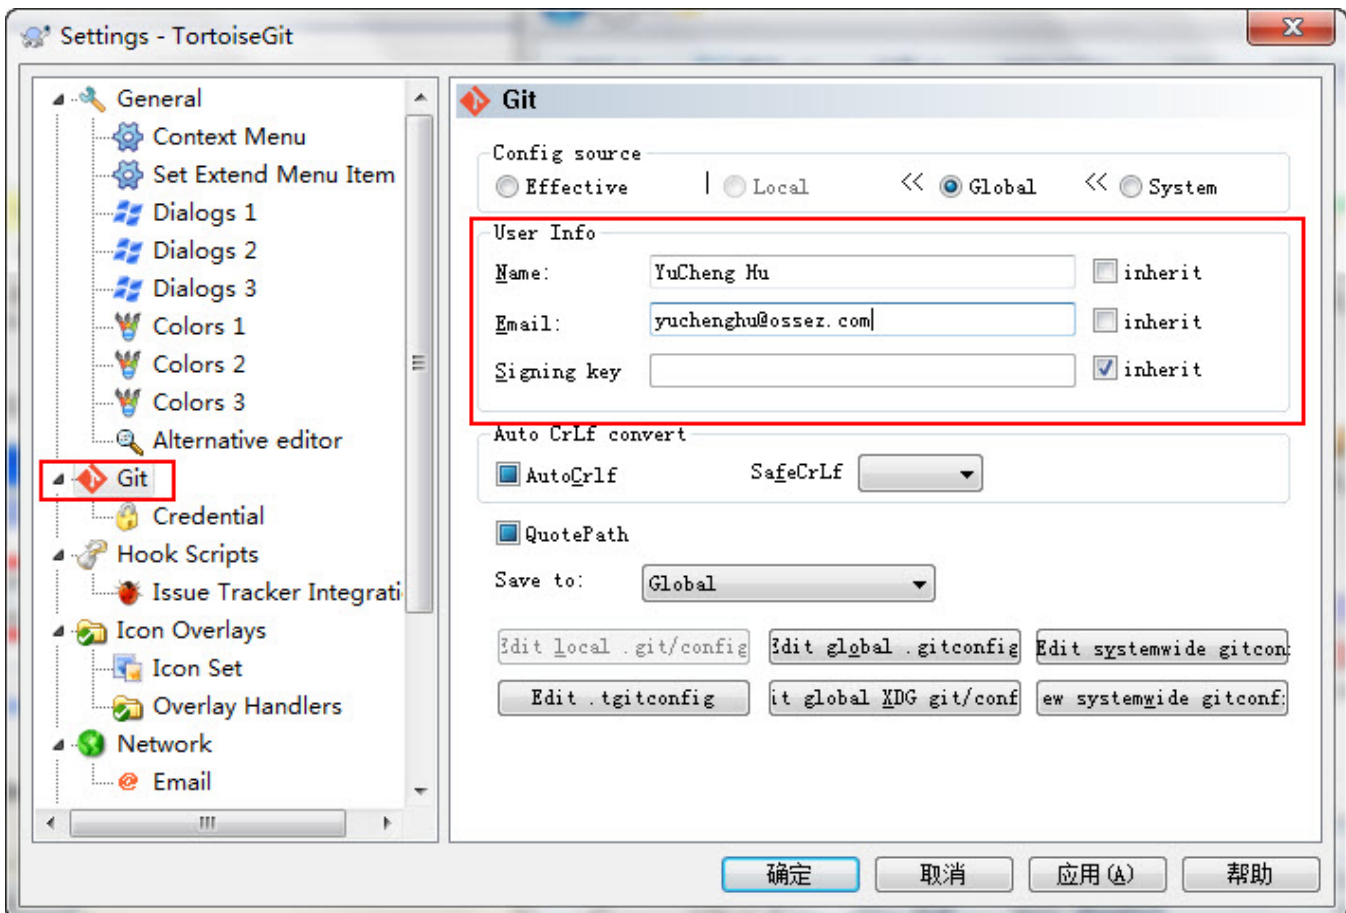 Settings - TortoiseGit
General
Context Menu
Set Extend Menu Item
Dialogs 1
Dialogs 2
Dialogs 3
Colors 1
Colors 2
Colors 3
Alternative editor
Git
Credential
Hook Scripts
Issue Tracker Integrati
Icon Overlays
Icon Set
Overlay Handlers
Network
Email
Git
Config source
Effective | Local << Global << System
User Info
Name: YuCheng Hu inherit
Email: yuchenghu@ossez.com inherit
Signing key inherit
Auto CrLf convert
AutoCrlf SafeCrLf
QuotePath
Save to: Global
Edit local .git/config Edit global .gitconfig Edit systemwide gitcon
Edit .tgitconfig it global XDG git/conf ew systemwide gitconf
确定 取消 应用(A) 帮助